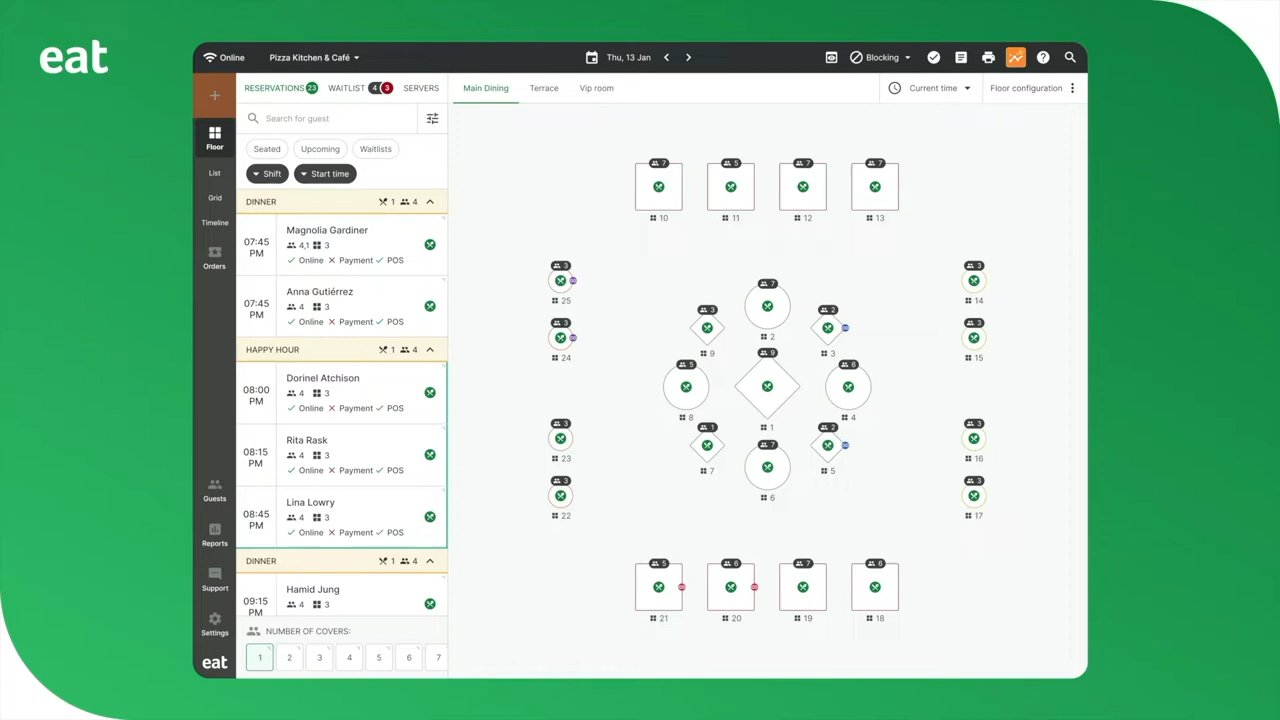 eat
Online
Pizza Kitchen & Café
Thu, 13 Jan
Blocking
RESERVATIONS 23
WAITLIST 4 3
SERVERS
Main Dining
Terrace
Vip room
Current time
Floor configuration
+
Floor
List
Grid
Timeline
Orders
Guests
Reports
Support
Settings
eat
Search for guest
Seated
Upcoming
Waitlists
Shift
Start time
DINNER 1 4
07:45 PM
Magnolia Gardiner
4,1 3
Online Payment POS
07:45 PM
Anna Gutiérrez
4 3
Online Payment POS
HAPPY HOUR 1 4
08:00 PM
Dorinel Atchison
4 3
Online Payment POS
08:15 PM
Rita Rask
4 3
Online Payment POS
08:45 PM
Lina Lowry
4 3
Online Payment POS
DINNER 1 4
09:15 PM
Hamid Jung
4 3
NUMBER OF COVERS:
1 2 3 4 5 6 7
7 5 7 7
10 11 12 13
3
25
3
24
3
23
3
22
7
2
3
9
2
3
9
1
5
8
6
4
1
7
2
5
7
6
3
14
3
15
3
16
3
17
5 6 7 6
21 20 19 18